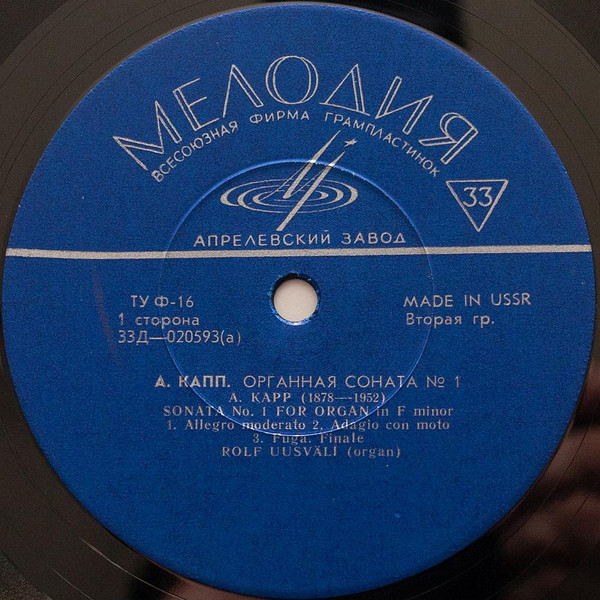 МЕЛОДИЯ
ВСЕСОЮЗНАЯ ФИРМА ГРАМПЛАСТИНОК
33
АПРЕЛЕВСКИЙ ЗАВОД
ТУ Ф-16
MADE IN USSR
1 сторона
Вторая гр.
33Д—020593(а)
А. КАПП. ОРГАННАЯ СОНАТА № 1
A. KAPP (1878—1952)
SONATA No. 1 FOR ORGAN in F minor
1. Allegro moderato 2. Adagio con moto
3. Fuga. Finale
ROLF UUSVÄLI (organ)